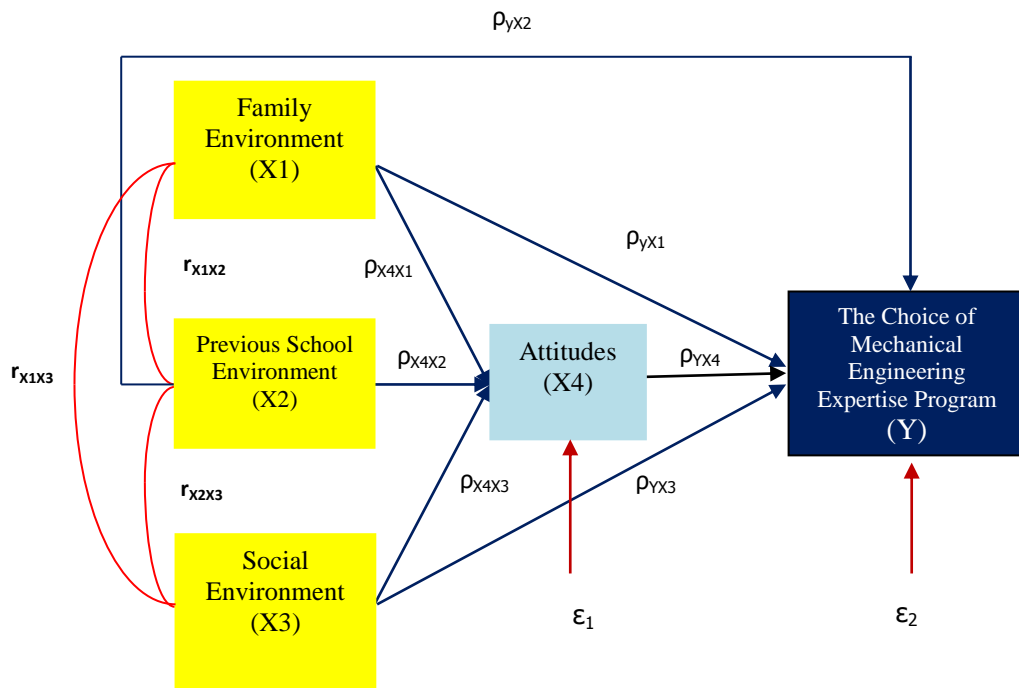 ρyX2
Family
Environment
(X1)
ρyX1
rX1X2
ρX4X1
Previous School
Environment
(X2)
rX1X3
ρX4X2
Attitudes
(X4)
ρYX4
The Choice of
Mechanical
Engineering
Expertise Program
(Y)
rX2X3
ρX4X3
ρYX3
Social
Environment
(X3)
ε1
ε2